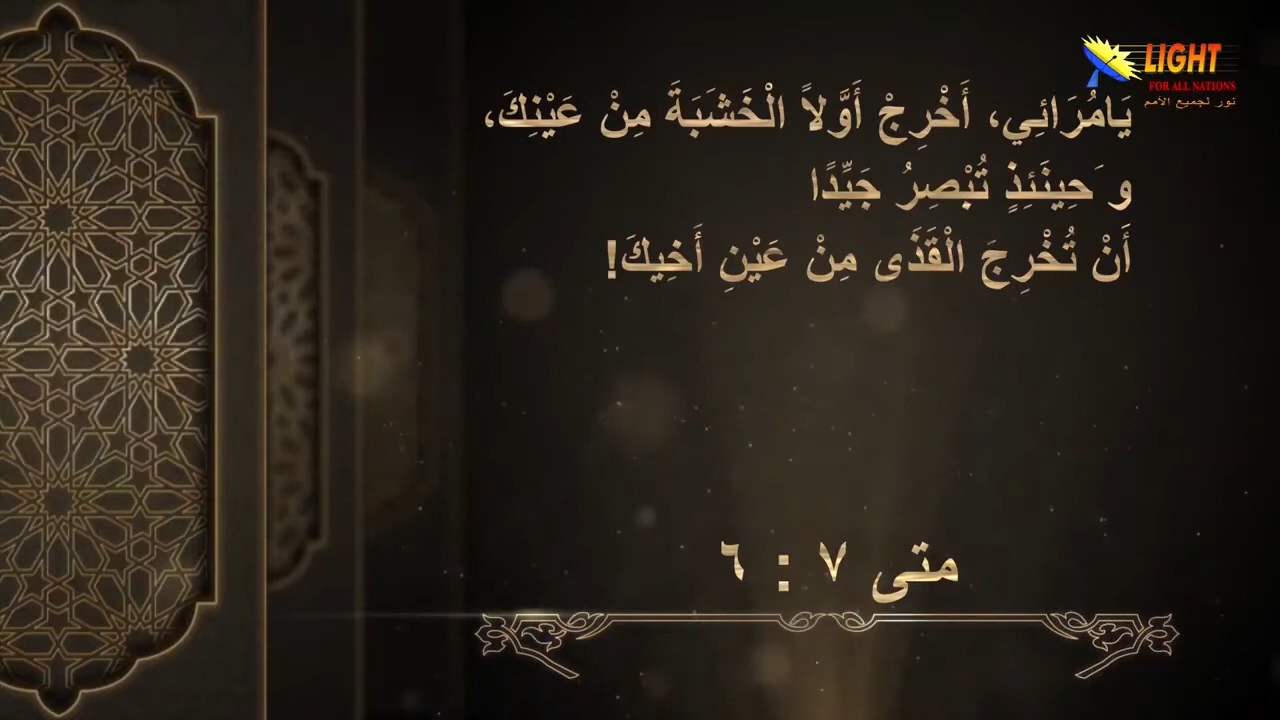 LIGHT
FOR ALL NATIONS
نور لجميع الأمم
يَامُرَائِي، أَخْرِجْ أَوَّلاً الْخَشَبَةَ مِنْ عَيْنِكَ،
وَحِينَئِذٍ تُبْصِرُ جَيِّدًا
أَنْ تُخْرِجَ الْقَذَى مِنْ عَيْنِ أَخِيكَ!
متى ٧ : ٦